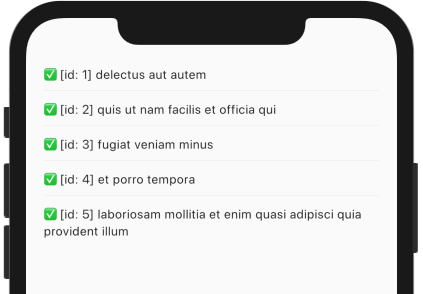 ✅ [id: 1] delectus aut autem
✅ [id: 2] quis ut nam facilis et officia qui
✅ [id: 3] fugiat veniam minus
✅ [id: 4] et porro tempora
✅ [id: 5] laboriosam mollitia et enim quasi adipisci quia
provident illum